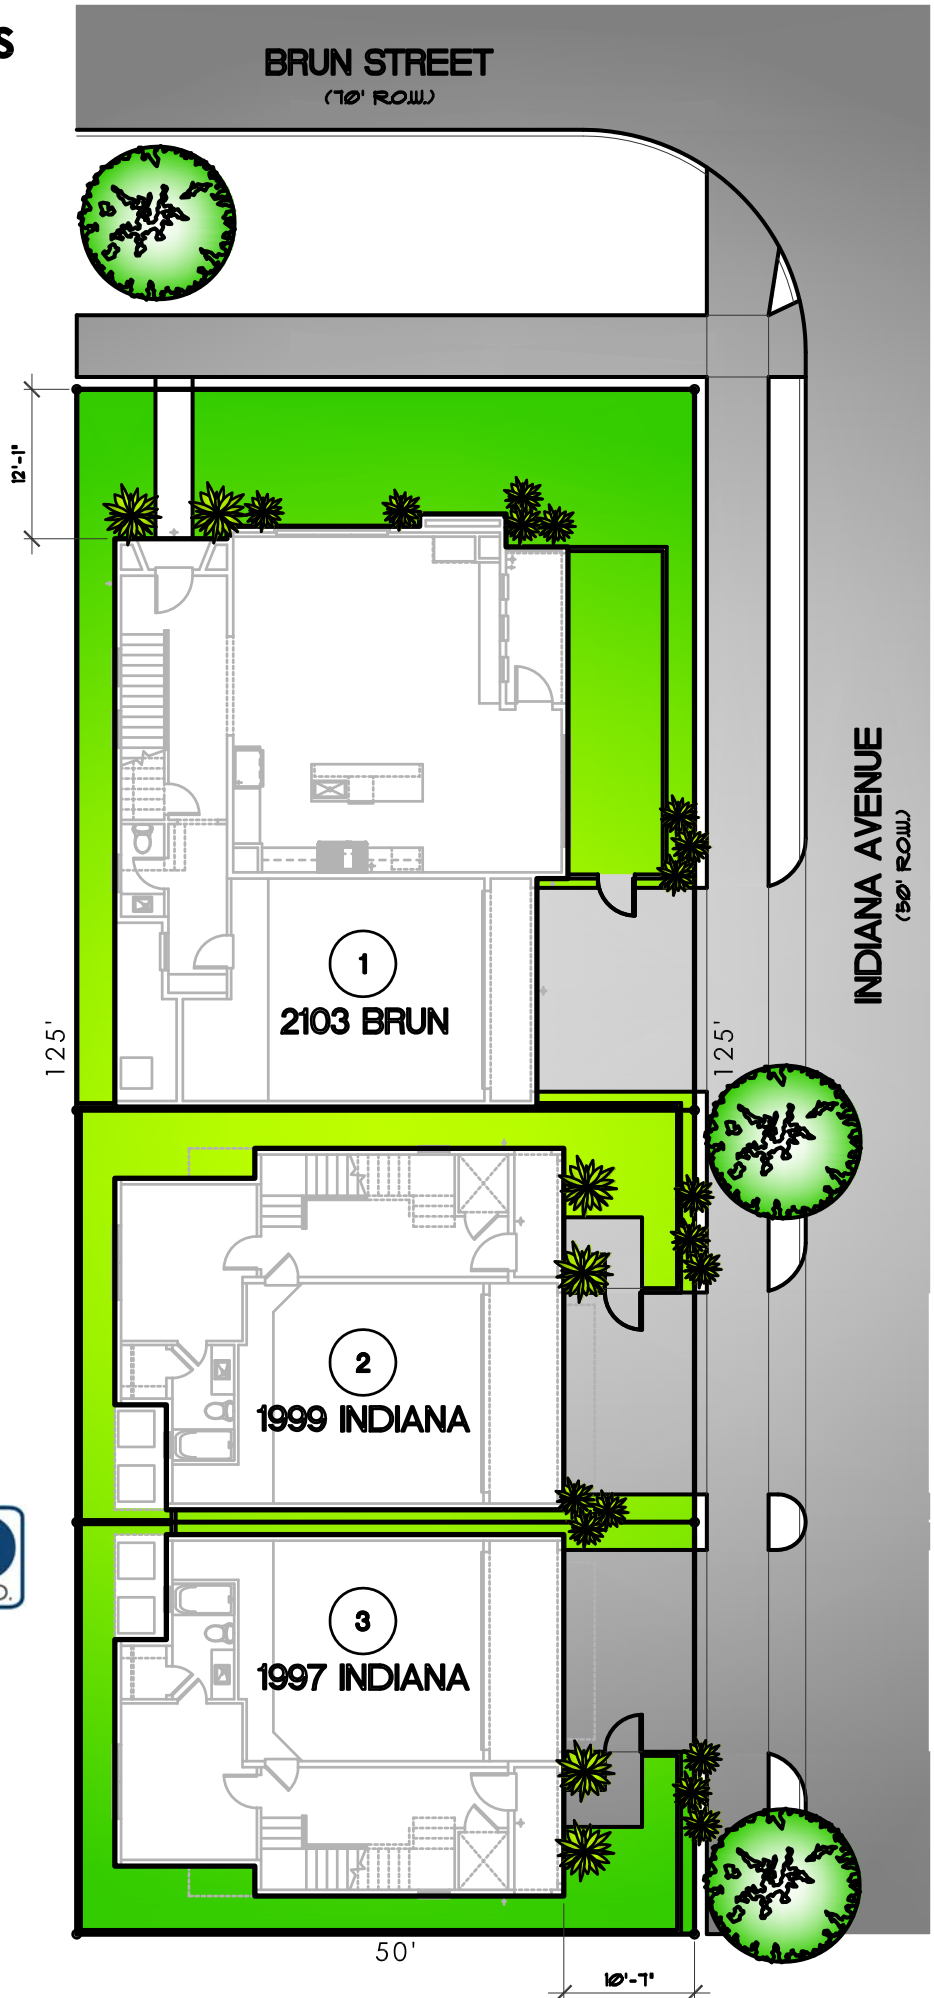 S
BRUN STREET
(70' R.O.W.)
12'-1"
INDIANA AVENUE
(50' R.O.W.)
1
2103 BRUN
125'
125'
2
1999 INDIANA
D.
3
1997 INDIANA
50'
10'-7"